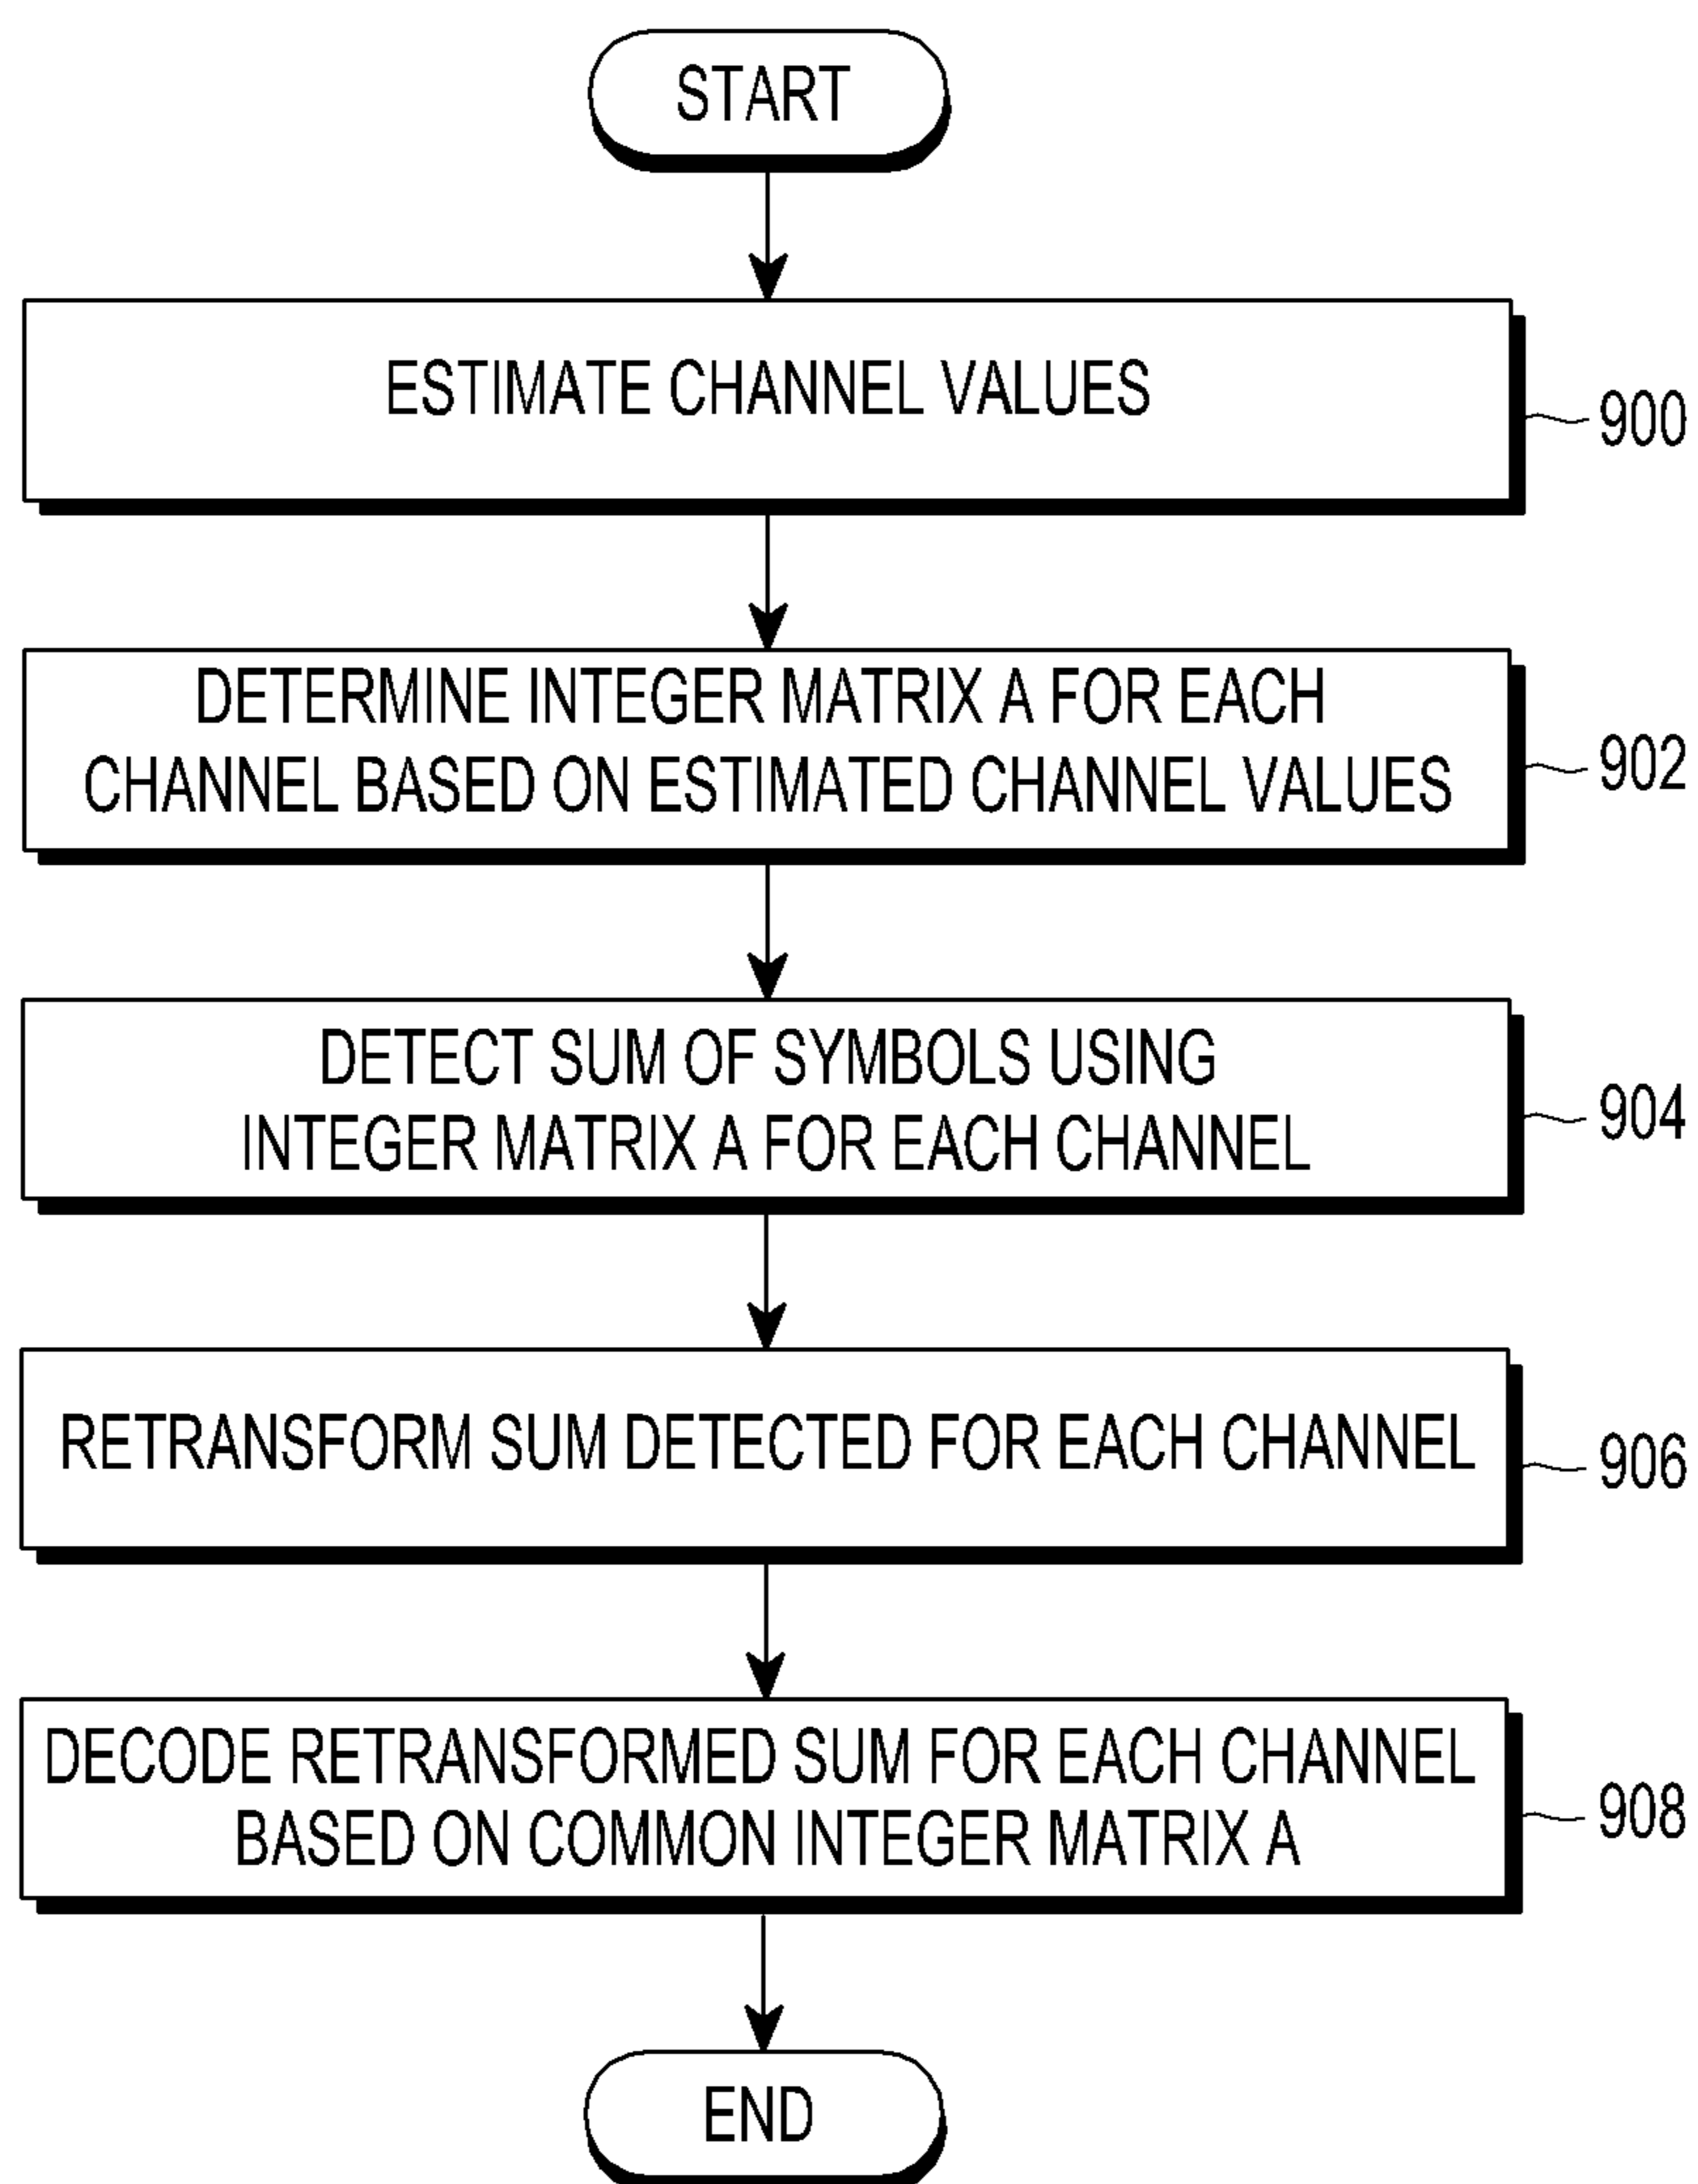 START
ESTIMATE CHANNEL VALUES
900
DETERMINE INTEGER MATRIX A FOR EACH
CHANNEL BASED ON ESTIMATED CHANNEL VALUES
902
DETECT SUM OF SYMBOLS USING
INTEGER MATRIX A FOR EACH CHANNEL
904
RETRANSFORM SUM DETECTED FOR EACH CHANNEL
906
DECODE RETRANSFORMED SUM FOR EACH CHANNEL
BASED ON COMMON INTEGER MATRIX A
908
END